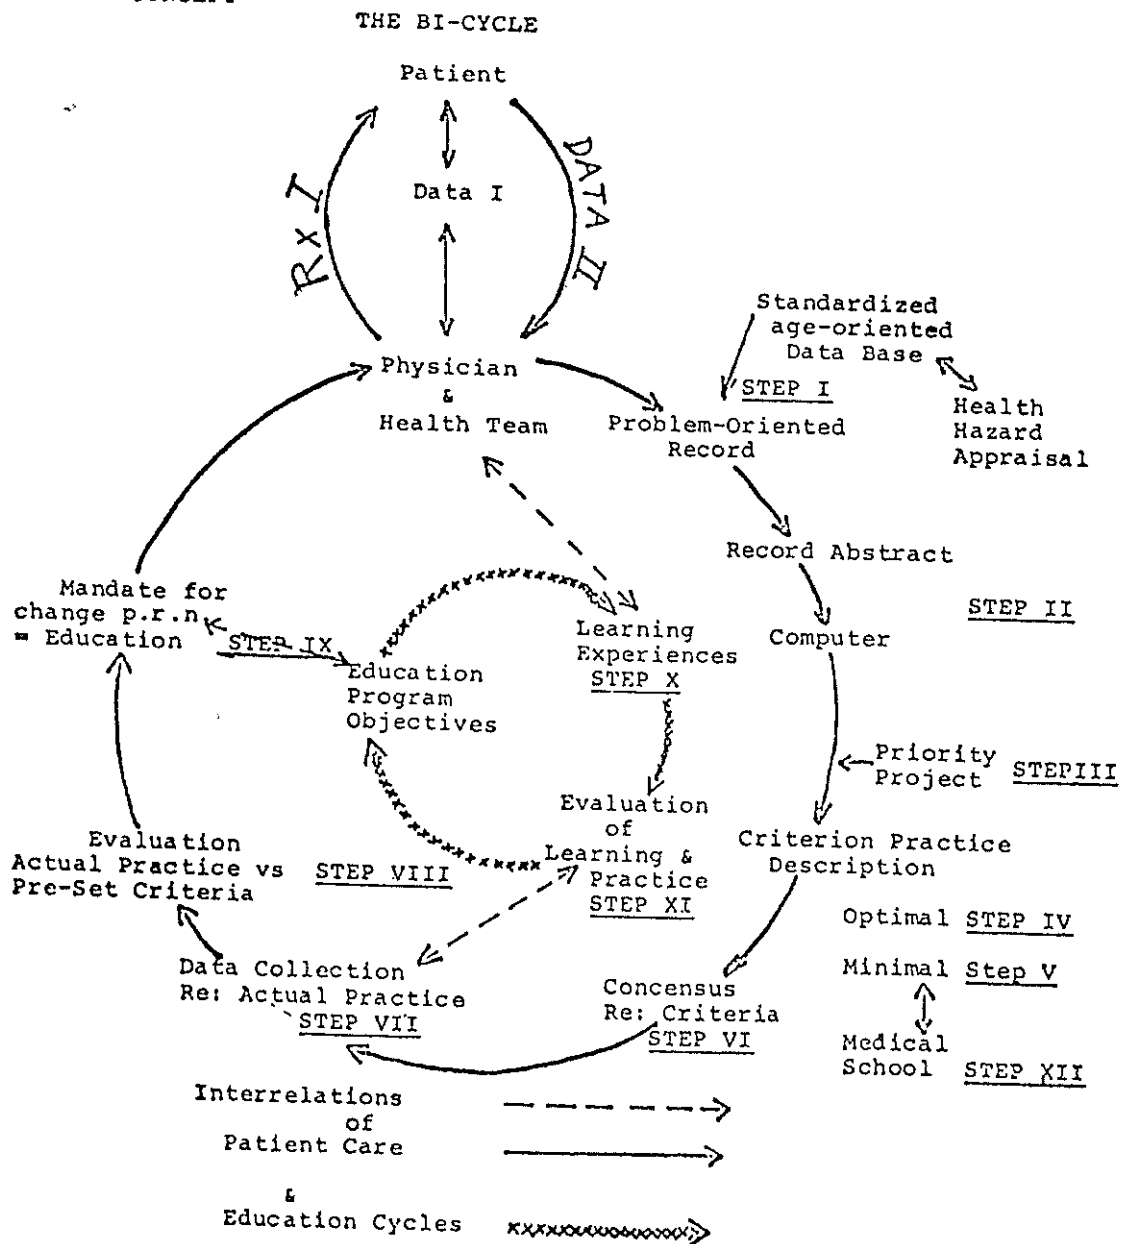 THE BI-CYCLE
Patient
Data I
Rx I
DATA II
Standardized
age-oriented
Data Base
STEP I
Health
Hazard
Appraisal
Physician
&
Health Team
Problem-Oriented
Record
Record Abstract
STEP II
Computer
Mandate for
change p.r.n.
= Education
STEP IX
Education
Program
Objectives
Learning
Experiences
STEP X
Priority
Project STEPIII
Evaluation
of
Learning &
Practice
STEP XI
Criterion Practice
Description
Evaluation
Actual Practice vs
Pre-Set Criteria
STEP VIII
Optimal STEP IV
Minimal Step V
Medical
School STEP XII
Data Collection
Re: Actual Practice
STEP VII
Concensus
Re: Criteria
STEP VI
Interrelations
of
Patient Care
&
Education Cycles